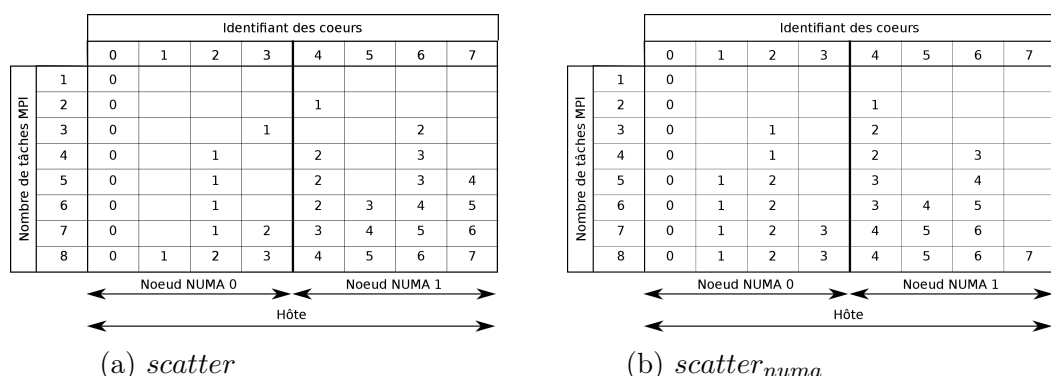 Identifiant des coeurs
0 1 2 3 4 5 6 7
Nombre de tâches MPI
1 0
2 0 1
3 0 1 2
4 0 1 2 3
5 0 1 2 3 4
6 0 1 2 3 4 5
7 0 1 2 3 4 5 6
8 0 1 2 3 4 5 6 7
Noeud NUMA 0 Noeud NUMA 1
Hôte
(a) scatter
Identifiant des coeurs
0 1 2 3 4 5 6 7
Nombre de tâches MPI
1 0
2 0 1
3 0 1 2
4 0 1 2 3
5 0 1 2 3 4
6 0 1 2 3 4 5
7 0 1 2 3 4 5 6
8 0 1 2 3 4 5 6 7
Noeud NUMA 0 Noeud NUMA 1
Hôte
(b) scatter_numa